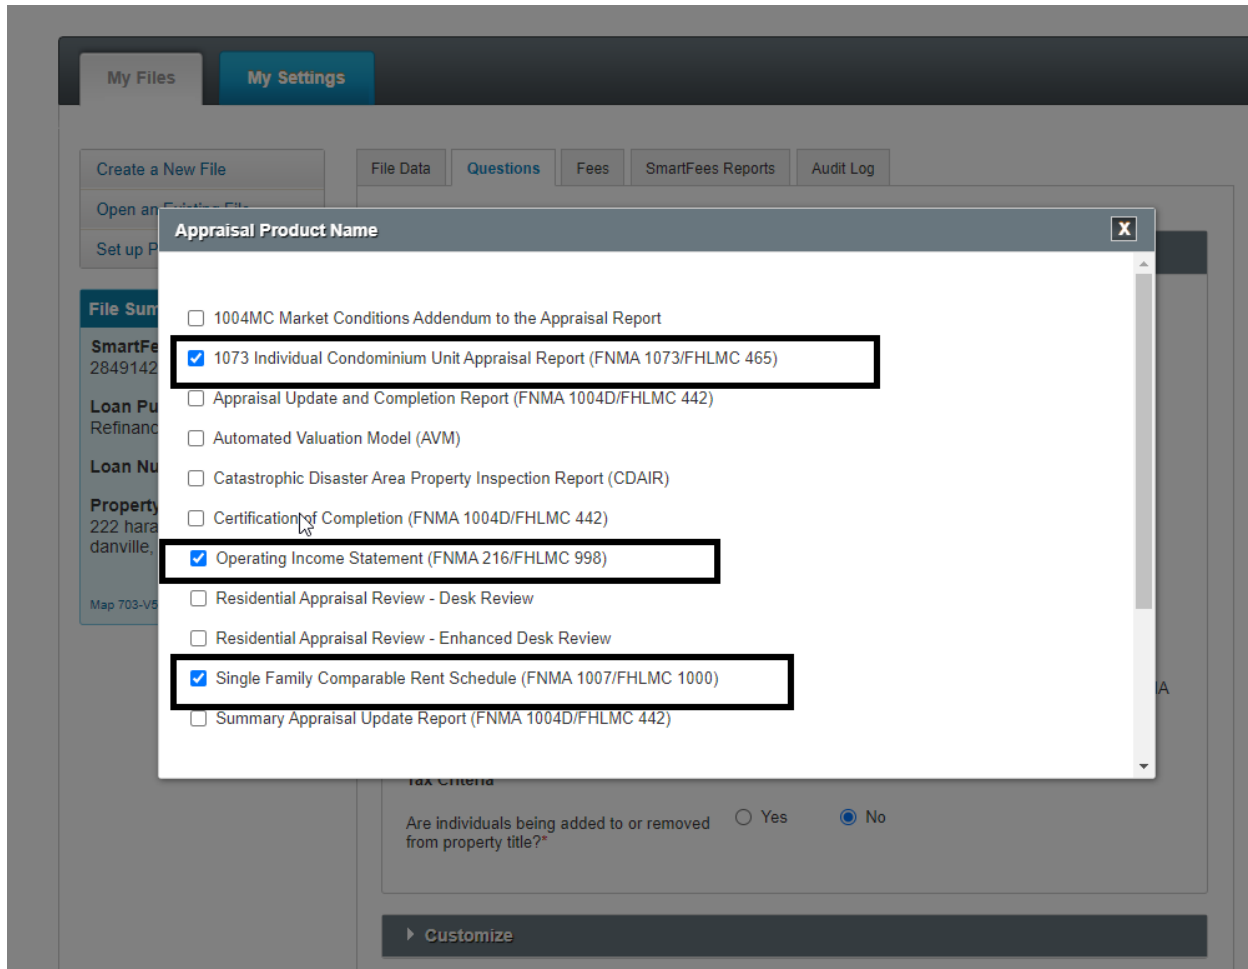 My Files
My Settings
Create a New File
File Data
Questions
Fees
SmartFees Reports
Audit Log
Open an Existing File
Set up P
Appraisal Product Name
X
File Sum
SmartFe
2849142
Loan Pu
Refinanc
Loan Nu
Property
222 hara
danville,
Map 703-V5
1004MC Market Conditions Addendum to the Appraisal Report
1073 Individual Condominium Unit Appraisal Report (FNMA 1073/FHLMC 465)
Appraisal Update and Completion Report (FNMA 1004D/FHLMC 442)
Automated Valuation Model (AVM)
Catastrophic Disaster Area Property Inspection Report (CDAIR)
Certification of Completion (FNMA 1004D/FHLMC 442)
Operating Income Statement (FNMA 216/FHLMC 998)
Residential Appraisal Review - Desk Review
Residential Appraisal Review - Enhanced Desk Review
Single Family Comparable Rent Schedule (FNMA 1007/FHLMC 1000)
Summary Appraisal Update Report (FNMA 1004D/FHLMC 442)
IA
Tax Criteria
Are individuals being added to or removed
from property title?*
Yes
No
Customize